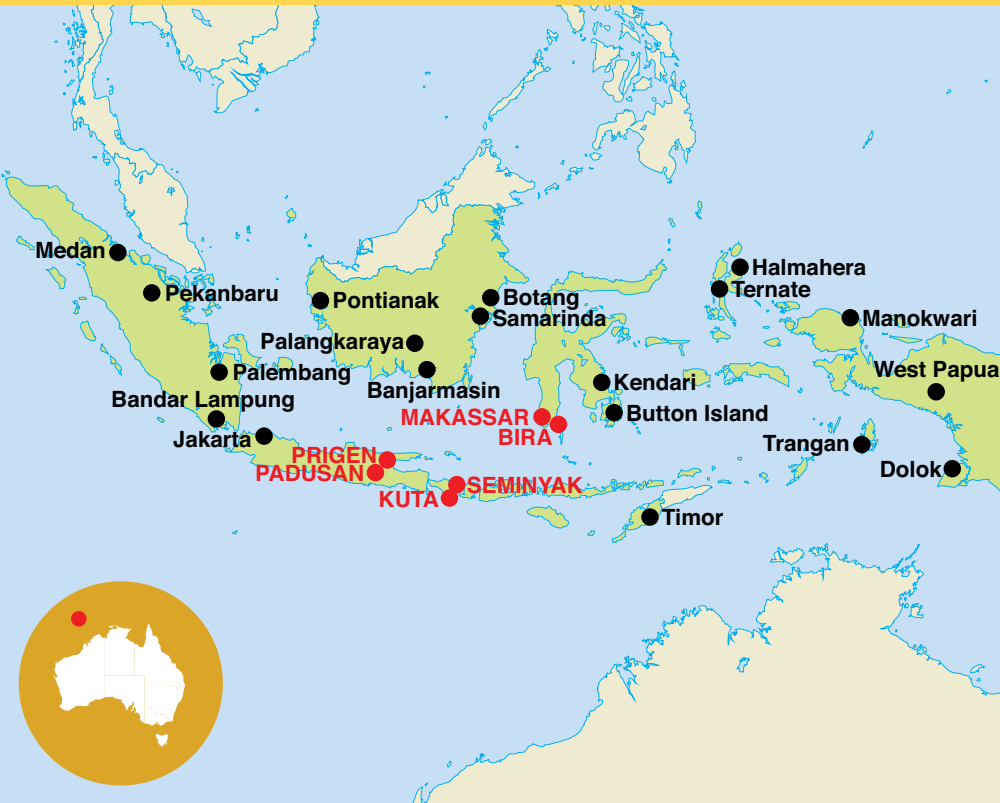 Halmahera
Medan
Ternate
Pekanbaru
Botang
Pontianak
Samarinda
Manokwari
Palangkaraya
West Papua
Palembang
Kendari
Banjarmasin
Bandar Lampung
Button Island
MAKASSAR
BIRA
Jakarta
Trangan
PRIGEN
Dolok
PADUSAN
SEMINYAK
KUTA
Timor